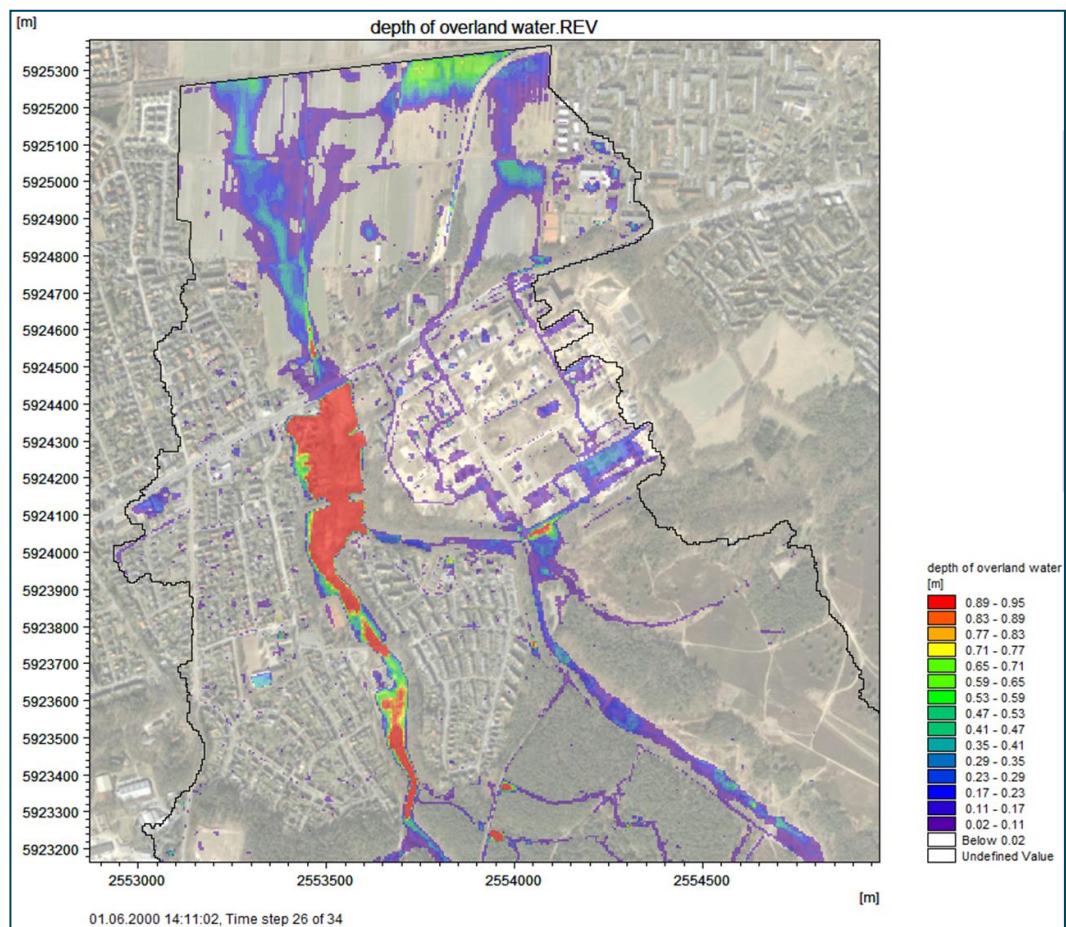 [m]
depth of overland water.REV
5925300
5925200
5925100
5925000
5924900
5924800
5924700
5924600
5924500
5924400
5924300
5924200
5924100
5924000
5923900
5923800
5923700
5923600
5923500
5923400
5923300
5923200
2553000 2553500 2554000 2554500
[m]
depth of overland water
[m]
0.89 - 0.95
0.83 - 0.89
0.77 - 0.83
0.71 - 0.77
0.65 - 0.71
0.59 - 0.65
0.53 - 0.59
0.47 - 0.53
0.41 - 0.47
0.35 - 0.41
0.29 - 0.35
0.23 - 0.29
0.17 - 0.23
0.11 - 0.17
0.02 - 0.11
Below 0.02
Undefined Value
01.06.2000 14:11:02, Time step 26 of 34